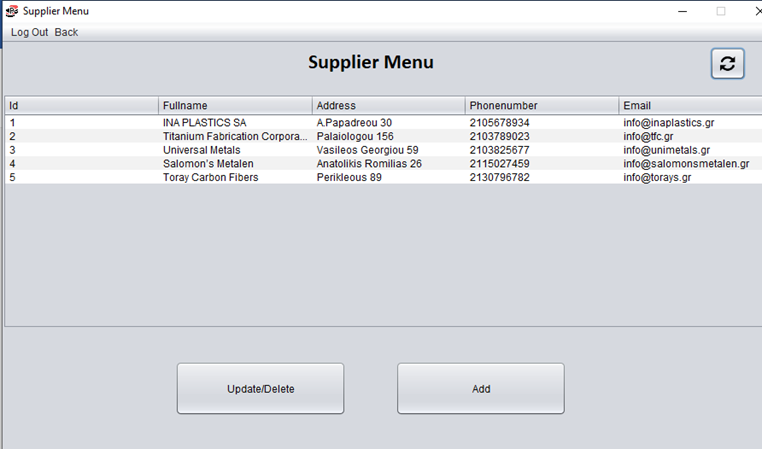 Supplier Menu
Log Out Back
Supplier Menu
Id Fullname Address Phonenumber Email
1 INA PLASTICS SA A.Papadreou 30 2105678934 info@inaplastics.gr
2 Titanium Fabrication Corpora... Palaiologou 156 2103789023 info@tfc.gr
3 Universal Metals Vasileos Georgiou 59 2103825677 info@unimetals.gr
4 Salomon's Metalen Anatolikis Romilias 26 2115027459 info@salomonsmetalen.gr
5 Toray Carbon Fibers Perikleous 89 2130796782 info@torays.gr
Update/Delete Add